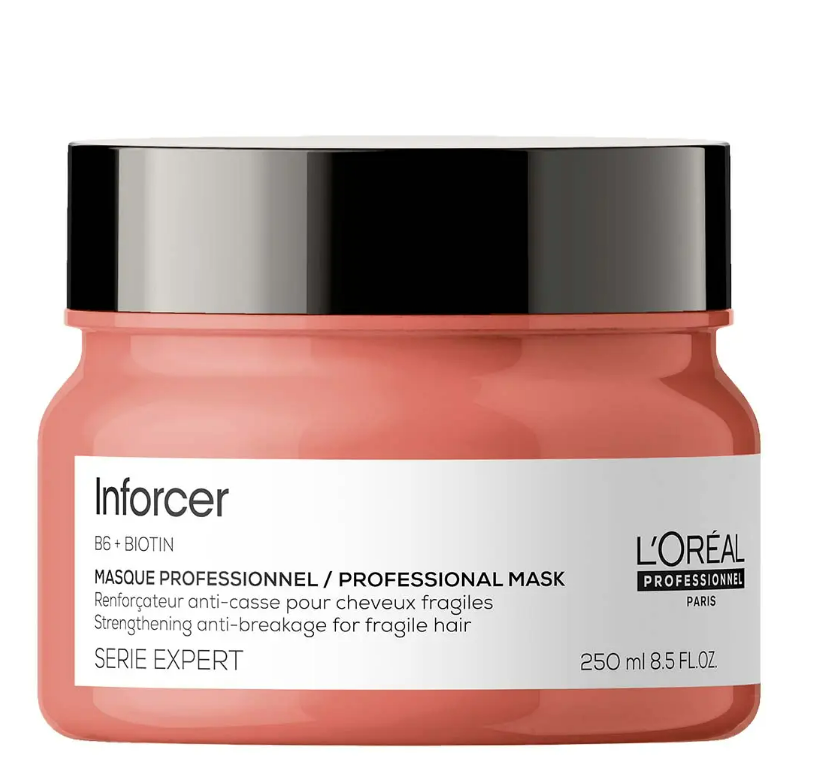 Inforcer
B6 + BIOTIN
MASQUE PROFESSIONNEL / PROFESSIONAL MASK
Renforçateur anti-casse pour cheveux fragiles
Strengthening anti-breakage for fragile hair
SERIE EXPERT
L'ORÉAL
PROFESSIONNEL
PARIS
250 ml 8.5 FL.OZ.